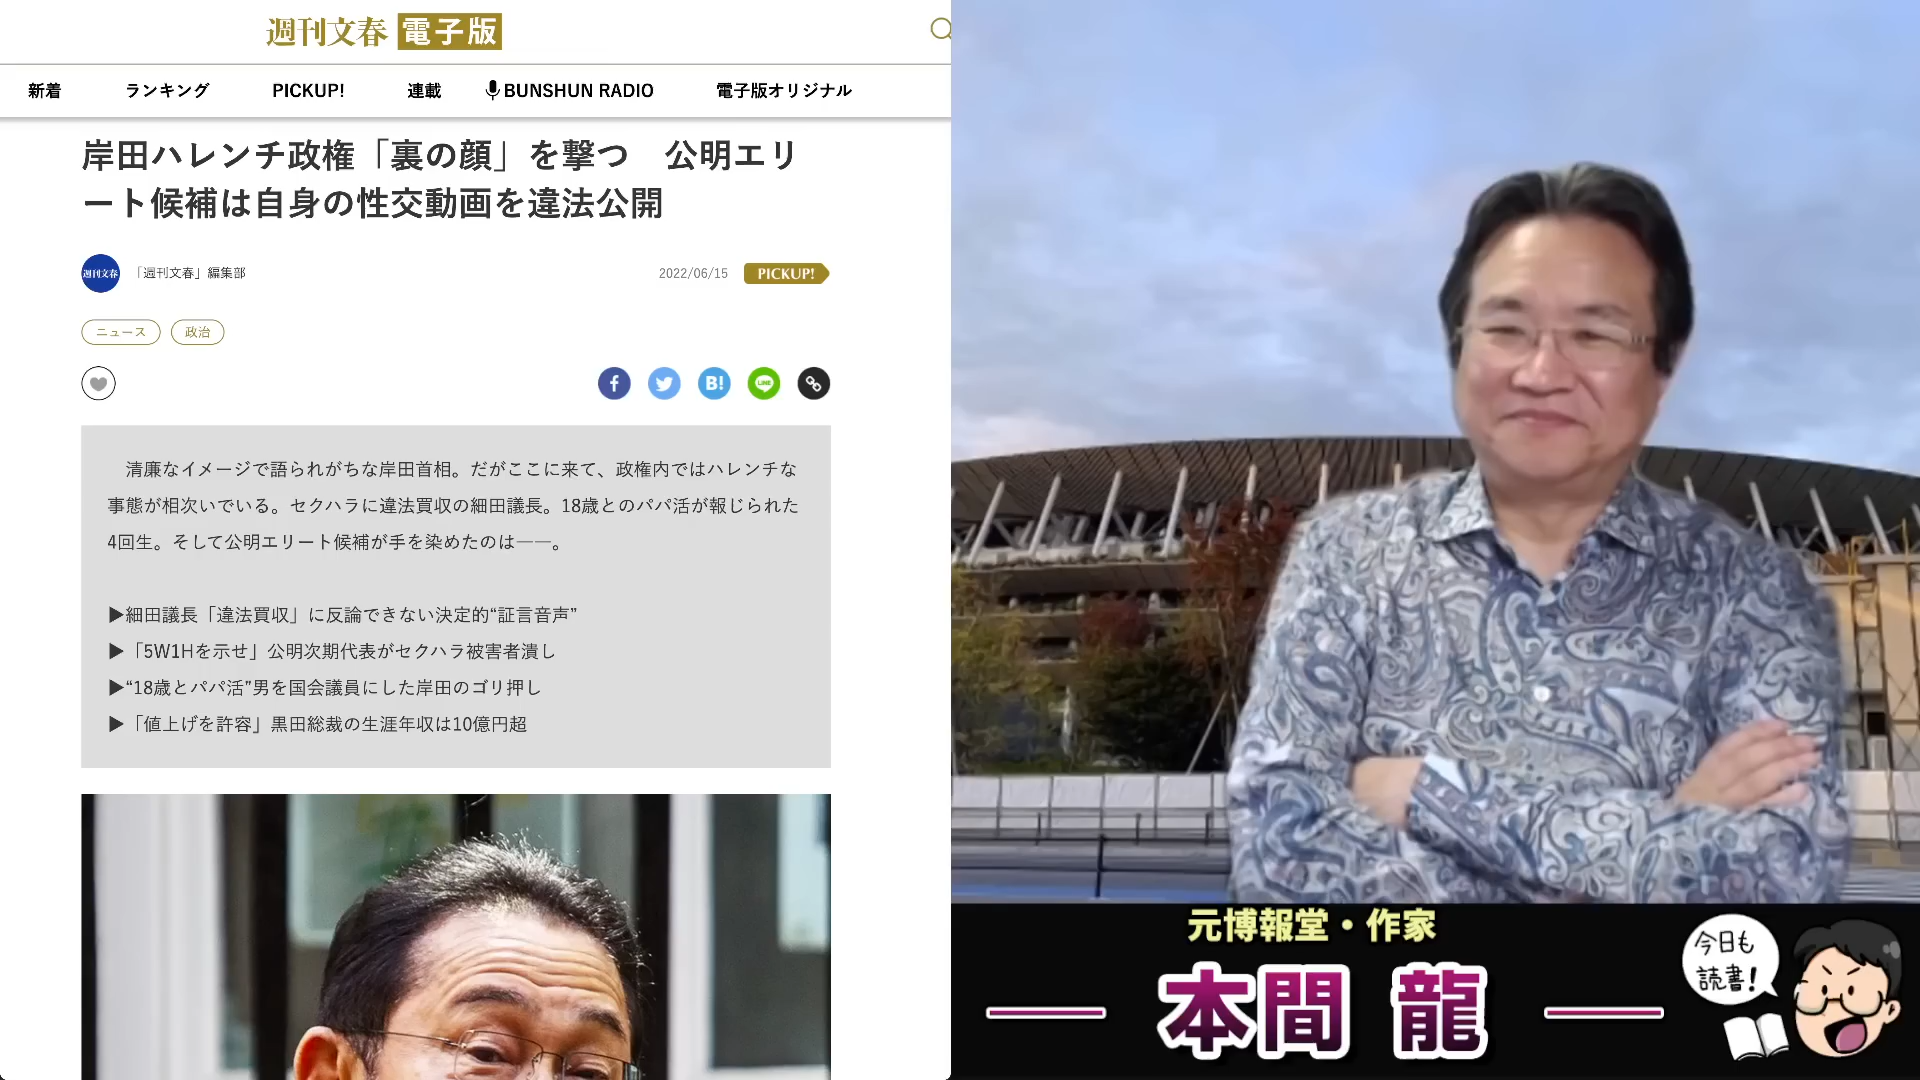 週刊文春 電子版
新着 ランキング PICKUP! 連載 BUNSHUN RADIO 電子版オリジナル
岸田ハレンチ政権「裏の顔」を撃つ　公明エリ
ート候補は自身の性交動画を違法公開
週刊文春 「週刊文春」編集部 2022/06/15 PICKUP!
ニュース 政治
f B! LINE
清廉なイメージで語られがちな岸田首相。だがここに来て、政権内ではハレンチな
事態が相次いでいる。セクハラに違法買収の細田議長。18歳とのパパ活が報じられた
4回生。そして公明エリート候補が手を染めたのは——。
▶細田議長「違法買収」に反論できない決定的“証言音声”
▶「5W1Hを示せ」公明次期代表がセクハラ被害者潰し
▶“18歳とパパ活”男を国会議員にした岸田のゴリ押し
▶「値上げを許容」黒田総裁の生涯年収は10億円超
元博報堂・作家
本間 龍
今日も
読書!